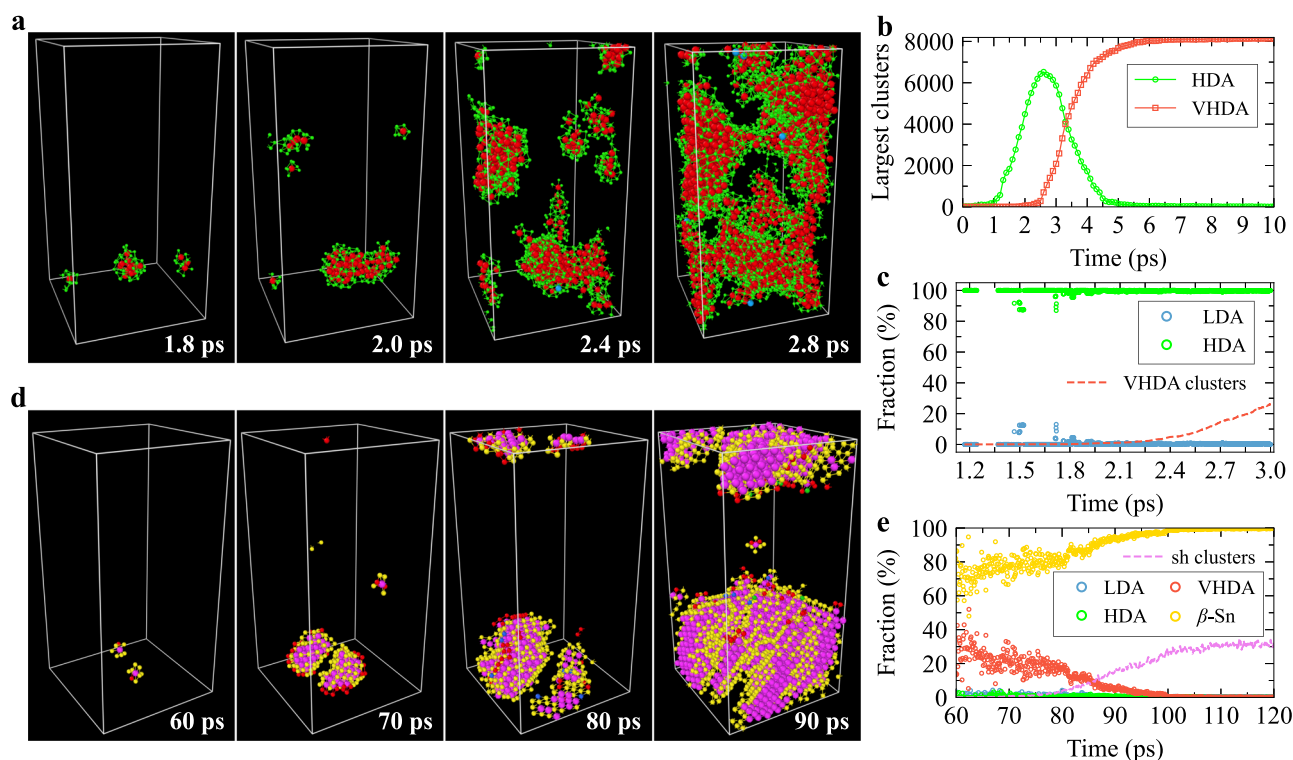 a
1.8 ps
2.0 ps
2.4 ps
2.8 ps
b
Largest clusters
8000
6000
4000
2000
0
HDA
VHDA
0 1 2 3 4 5 6 7 8 9 10
Time (ps)
c
Fraction (%)
100
80
60
40
20
0
LDA
HDA
VHDA clusters
1.2 1.5 1.8 2.1 2.4 2.7 3.0
Time (ps)
d
60 ps
70 ps
80 ps
90 ps
e
Fraction (%)
100
80
60
40
20
0
sh clusters
LDA VHDA
HDA β-Sn
60 70 80 90 100 110 120
Time (ps)